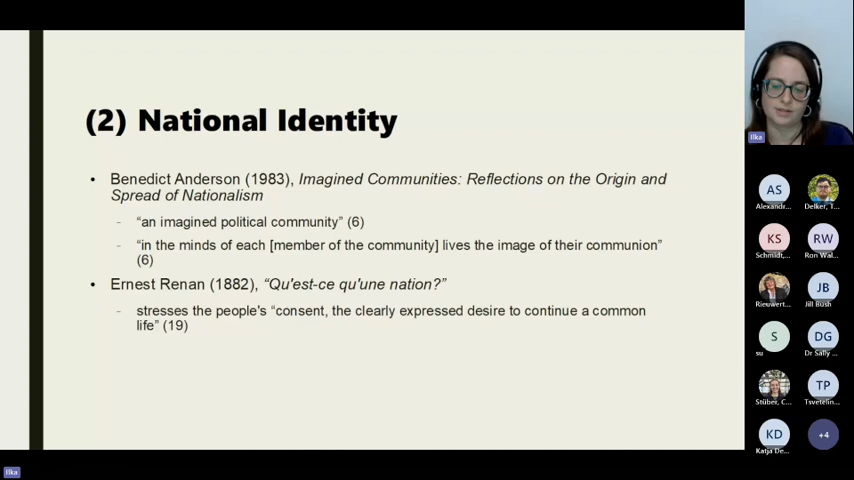 (2) National Identity
• Benedict Anderson (1983), Imagined Communities: Reflections on the Origin and
Spread of Nationalism
- “an imagined political community” (6)
- “in the minds of each [member of the community] lives the image of their communion”
(6)
• Ernest Renan (1882), “Qu'est-ce qu'une nation?”
- stresses the people's “consent, the clearly expressed desire to continue a common
life” (19)
Ilka
AS
Alexandr...
Delker, T...
KS
Schmidt,...
RW
Ron Wal...
Rieuwert...
JB
Jill Bush
S
su
DG
Dr Sally ...
Stüber, C...
TP
Tsvetelin...
KD
Katja De...
+4
Ilka